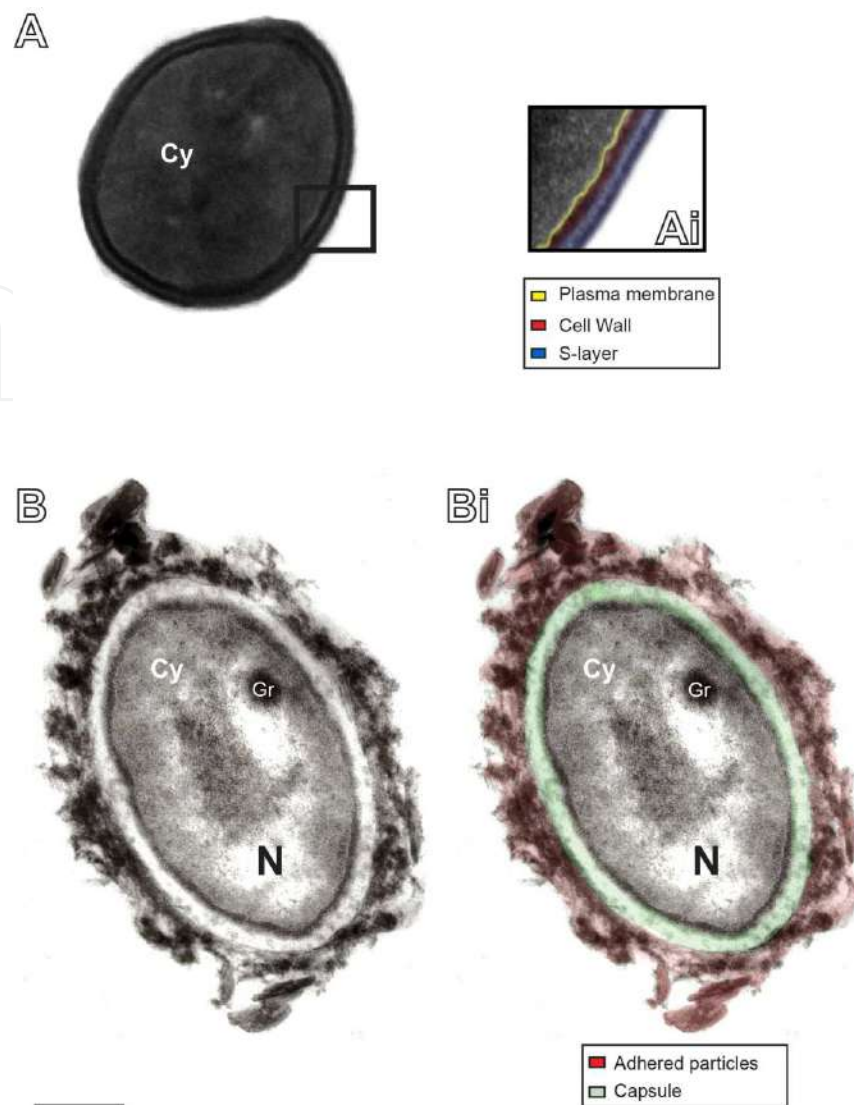 A
Cy
Ai
Plasma membrane
Cell Wall
S-layer
B
Bi
Cy
Gr
N
Cy
Gr
N
Adhered particles
Capsule